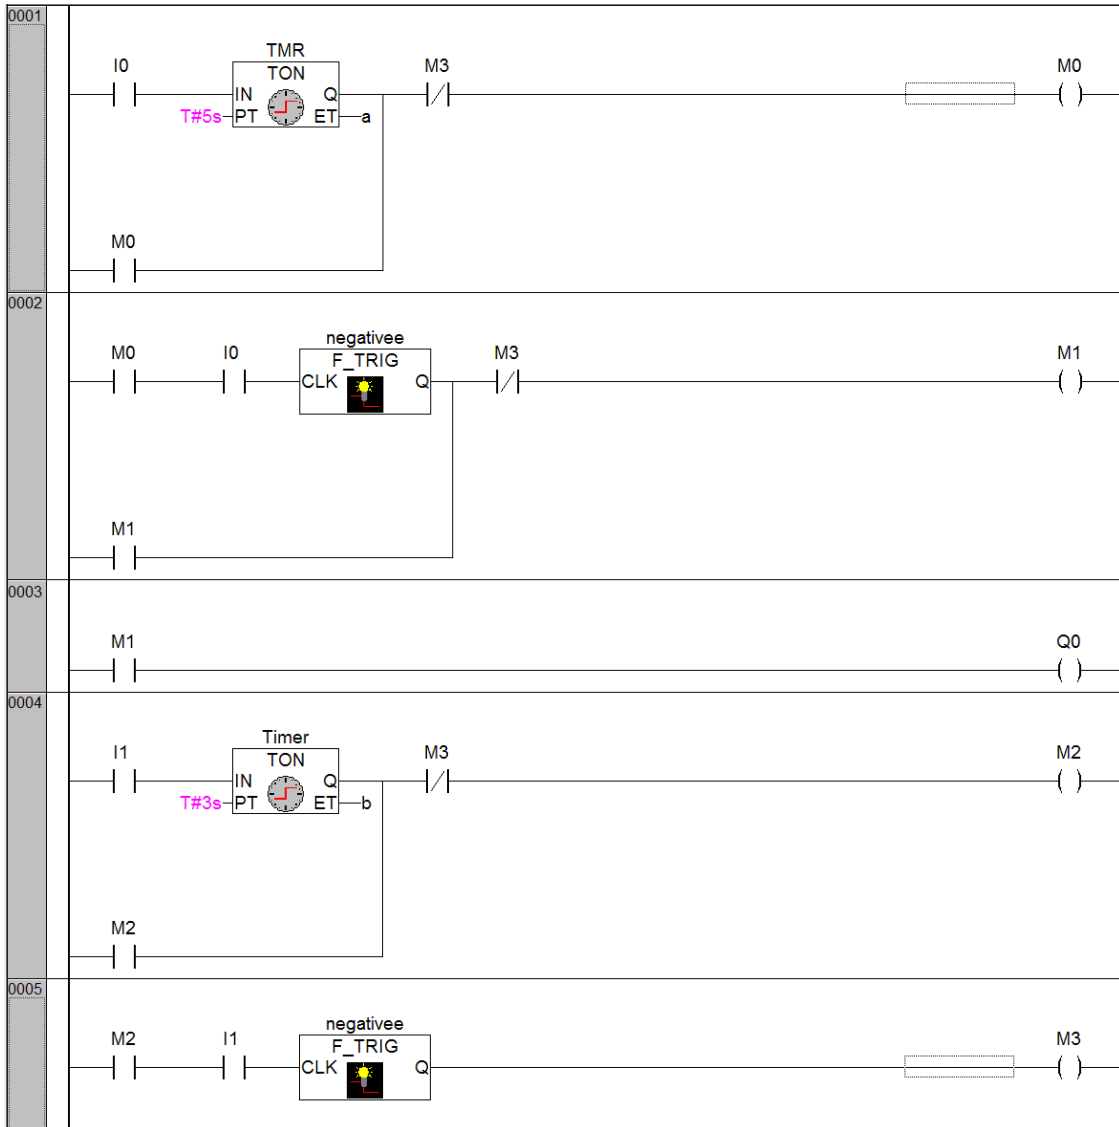 0001
TMR
I0 TON M3 M0
IN Q
T#5s PT ET a
M0
0002
negativee
M0 I0 F_TRIG M3 M1
CLK Q
M1
0003
M1 Q0
0004
Timer
I1 TON M3 M2
IN Q
T#3s PT ET b
M2
0005
negativee
M2 I1 F_TRIG M3
CLK Q